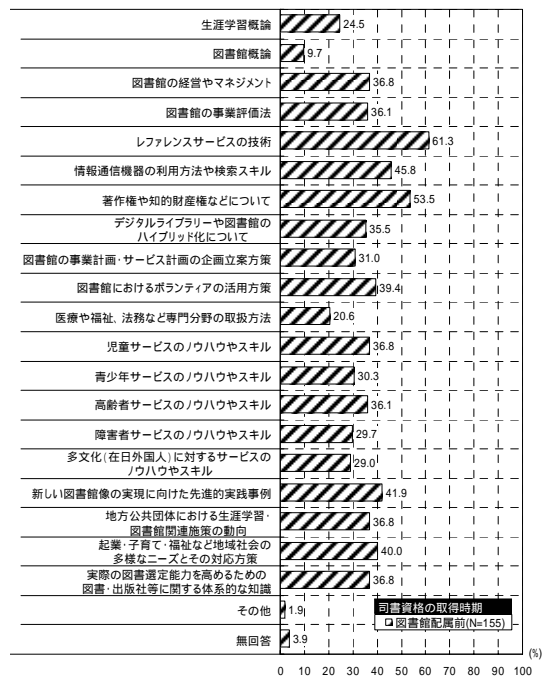 生涯学習概論
24.5
図書館概論
9.7
図書館の経営やマネジメント
36.8
図書館の事業評価法
36.1
レファレンスサービスの技術
61.3
情報通信機器の利用方法や検索スキル
45.8
著作権や知的財産権などについて
53.5
デジタルライブラリーや図書館の
ハイブリッド化について
35.5
図書館の事業計画・サービス計画の企画立案方策
31.0
図書館におけるボランティアの活用方策
39.4
医療や福祉、法務など専門分野の取扱方法
20.6
児童サービスのノウハウやスキル
36.8
青少年サービスのノウハウやスキル
30.3
高齢者サービスのノウハウやスキル
36.1
障害者サービスのノウハウやスキル
29.7
多文化(在日外国人)に対するサービスの
ノウハウやスキル
29.0
新しい図書館像の実現に向けた先進的実践事例
41.9
地方公共団体における生涯学習・
図書館関連施策の動向
36.8
起業・子育て・福祉など地域社会の
多様なニーズとその対応方策
40.0
実際の図書選定能力を高めるための
図書・出版社等に関する体系的な知識
36.8
その他
1.9
無回答
3.9
司書資格の取得時期
図書館配属前(N=155)
(%)
0 10 20 30 40 50 60 70 80 90 100